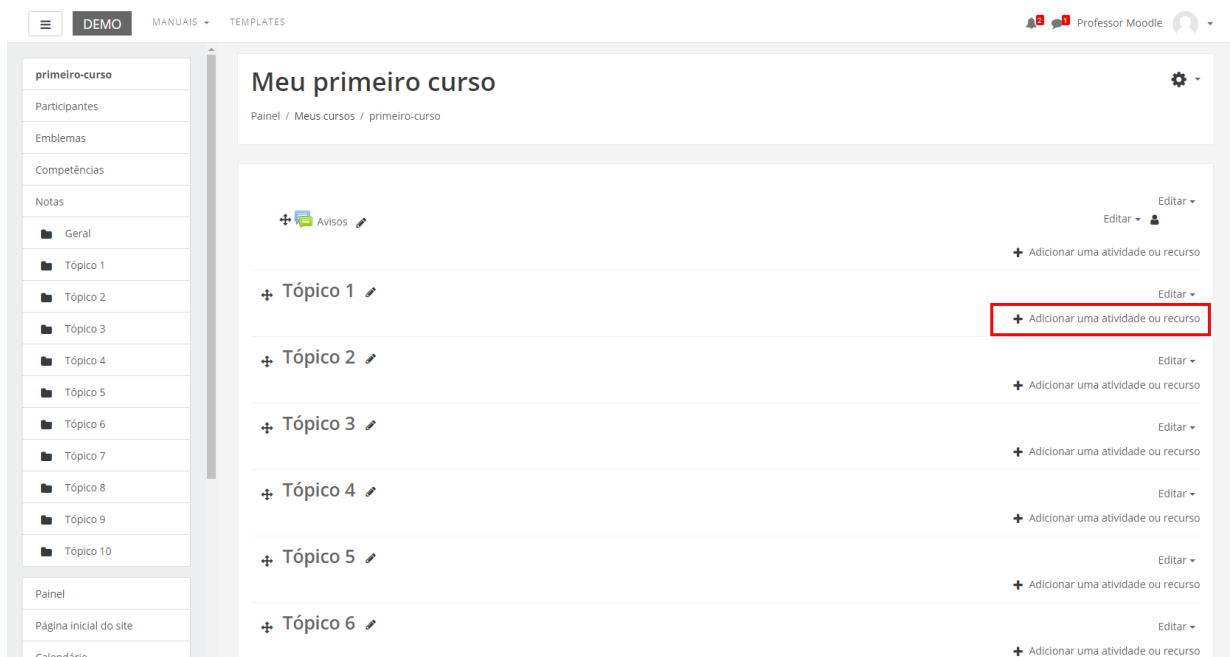 DEMO MANUAIS TEMPLATES 2 1 Professor Moodle
primeiro-curso
Participantes
Emblemas
Competências
Notas
Geral
Tópico 1
Tópico 2
Tópico 3
Tópico 4
Tópico 5
Tópico 6
Tópico 7
Tópico 8
Tópico 9
Tópico 10
Painel
Página inicial do site
Calendário
Meu primeiro curso
Painel / Meus cursos / primeiro-curso
Editar
Avisos Editar
Adicionar uma atividade ou recurso
Tópico 1 Editar
Adicionar uma atividade ou recurso
Tópico 2 Editar
Adicionar uma atividade ou recurso
Tópico 3 Editar
Adicionar uma atividade ou recurso
Tópico 4 Editar
Adicionar uma atividade ou recurso
Tópico 5 Editar
Adicionar uma atividade ou recurso
Tópico 6 Editar
Adicionar uma atividade ou recurso